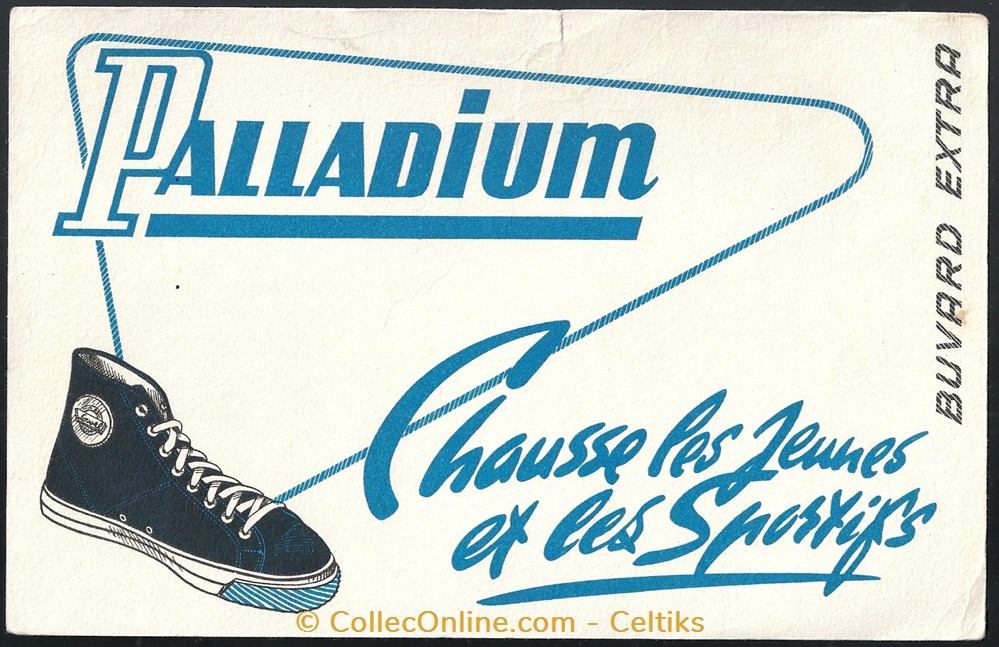 PALLADiUM
BUVARD EXTRA
Chausse les Jeunes
et les Sportifs
© CollecOnline.com - Celtiks